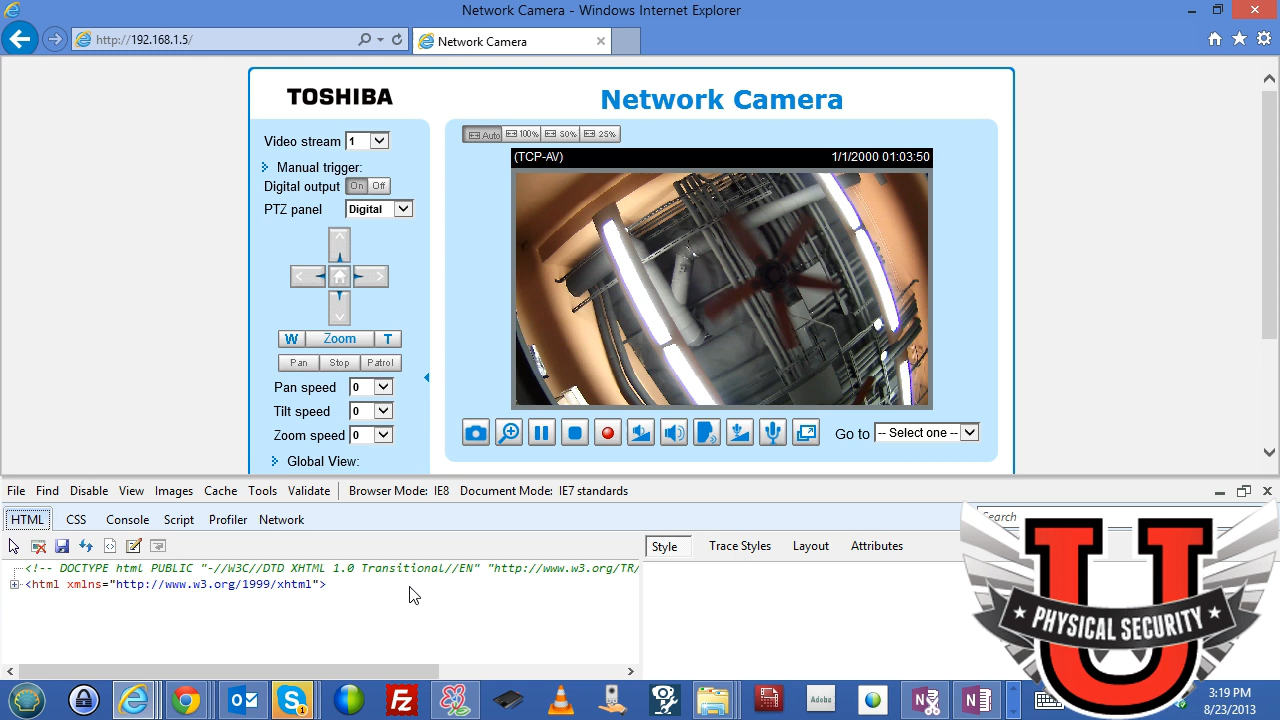 Network Camera - Windows Internet Explorer
http://192.168.1.5/
Network Camera
TOSHIBA
Network Camera
Video stream 1
Manual trigger:
Digital output On Off
PTZ panel Digital
W Zoom T
Pan Stop Patrol
Pan speed 0
Tilt speed 0
Zoom speed 0
Global View:
Auto 100% 50% 25%
(TCP-AV) 1/1/2000 01:03:50
Go to -- Select one --
File Find Disable View Images Cache Tools Validate Browser Mode: IE8 Document Mode: IE7 standards
HTML CSS Console Script Profiler Network
Search
Style Trace Styles Layout Attributes
<!-- DOCTYPE html PUBLIC "-//W3C//DTD XHTML 1.0 Transitional//EN" "http://www.w3.org/TR/
<html xmlns="http://www.w3.org/1999/xhtml">
U
PHYSICAL SECURITY
Adobe
3:19 PM
8/23/2013